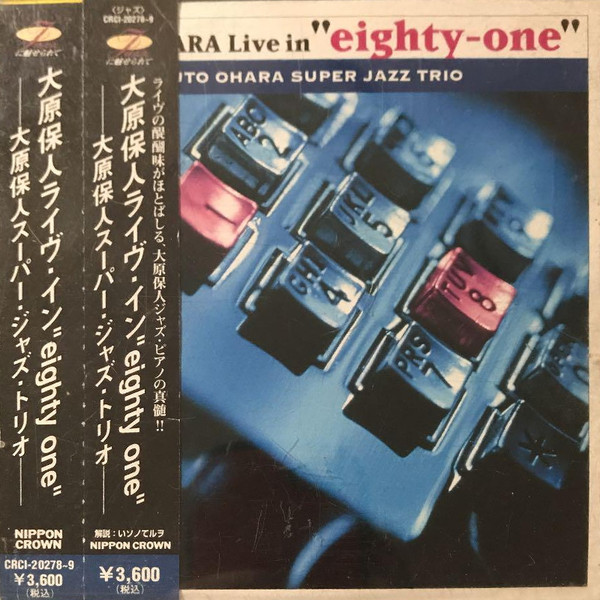 に魅せられて
大原保人ライヴ・イン"eighty one"
大原保人スーパー・ジャズ・トリオ
NIPPON
CROWN
CRCI-20278~9
¥3,600
(税込)
〈ジャズ〉
CRCI-20278~9
に魅せられて
ライヴの醍醐味がほとばしる、大原保人ジャズ・ピアノの真髄!!
大原保人ライヴ・イン"eighty one"
大原保人スーパー・ジャズ・トリオ
解説：いソノてルヲ
NIPPON CROWN
¥3,600
(税込)
ARA Live in "eighty-one"
UTO OHARA SUPER JAZZ TRIO
ABC
2
1
JKL
5
GHI
4
TUV
8
PRS
7
*